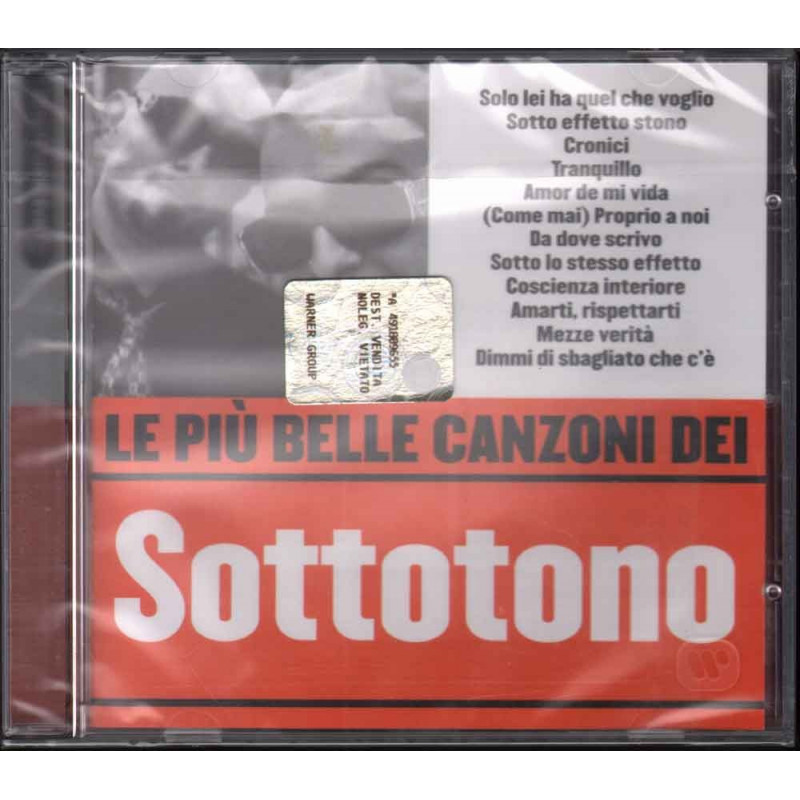 Solo lei ha quel che voglio
Sotto effetto stono
Cronici
Tranquillo
Amor de mi vida
(Come mai) Proprio a noi
Da dove scrivo
Sotto lo stesso effetto
Coscienza interiore
Amarti, rispettarti
Mezze verità
Dimmi di sbagliato che c'è
DEST. VENDITA
NOLEG. VIETATO
WARNER GROUP
LE PIÙ BELLE CANZONI DEI
Sottotono